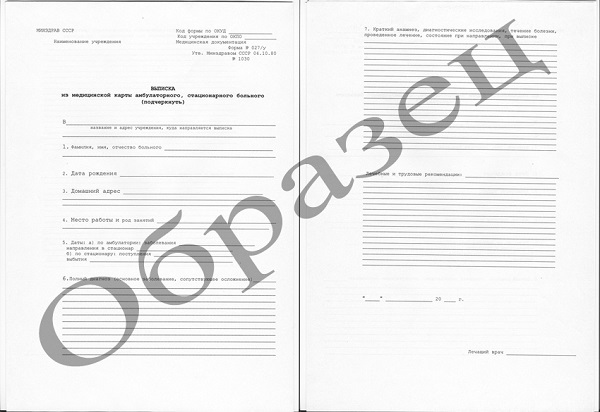 МИНЗДРАВ СССР
Наименование учреждения
Код формы по ОКУД
Код учреждения по ОКПО
Медицинская документация
Форма № 027/у
Утв. Минздравом СССР 04.10.80
№ 1030
ВЫПИСКА
из медицинской карты амбулаторного, стационарного больного
(подчеркнуть)
В
название и адрес учреждения, куда направляется выписка
1. Фамилия, имя, отчество больного
2. Дата рождения
3. Домашний адрес
4. Место работы и род занятий
5. Даты: а) по амбулатории: заболевания
направления в стационар
б) по стационару: поступления
выбытия
6. Полный диагноз (основное заболевание, сопутствующее осложнение)
7. Краткий анамнез, диагностические исследования, течение болезни,
проведенное лечение, состояние при направлении, при выписке
Лечебные и трудовые рекомендации:
"____" ______________ 20 ___ г.
Лечащий врач
Образец